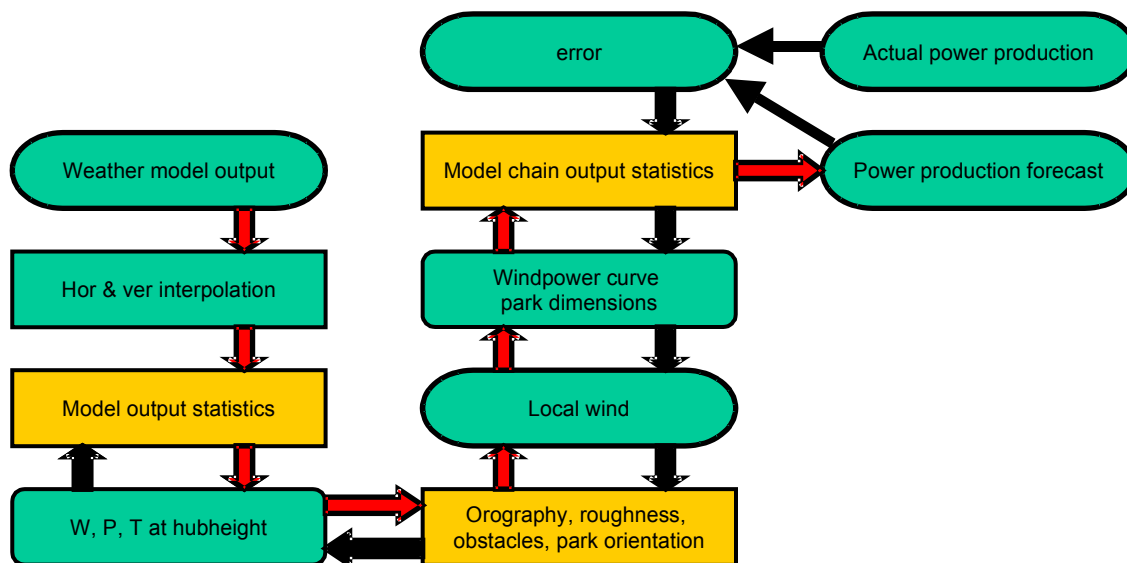 error
Actual power production
Weather model output
Model chain output statistics
Power production forecast
Hor & ver interpolation
Windpower curve
park dimensions
Model output statistics
Local wind
W, P, T at hubheight
Orography, roughness,
obstacles, park orientation